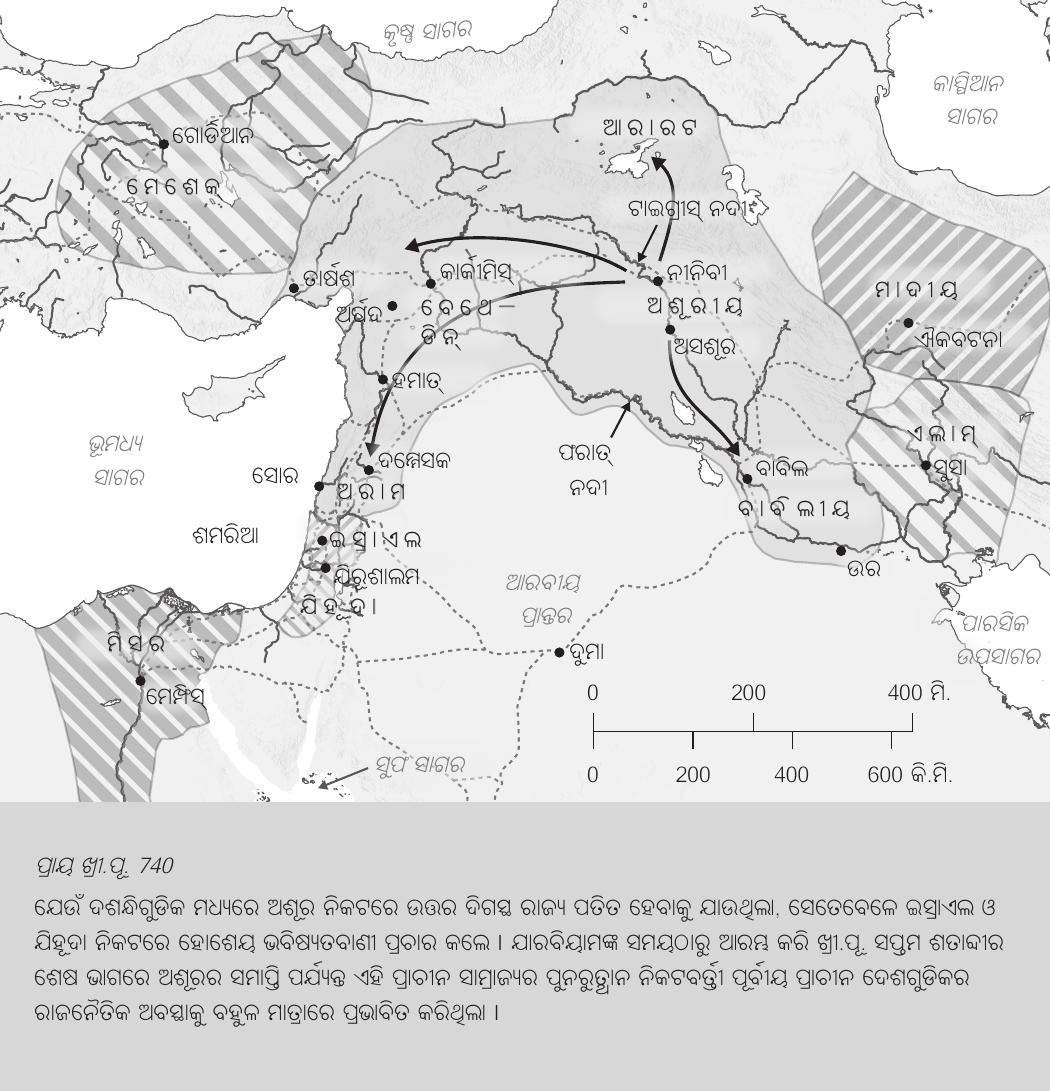 କୃଷ୍ଣ ସାଗର
କାସ୍ପିଆନ
ସାଗର
ଗୋର୍ଡିଆନ
ମେଶେକ୍
ଆରାରଟ
ଟାଇଗ୍ରୀସ୍ ନଦୀ
ତାର୍ଷଶ
କାର୍କୀମିସ୍
ନୀନିବୀ
ଅର୍ଷଦ
ବେଥେ
ଡିନ୍
ଅଶୂରୀୟ
ଅସଶୂର
ମାଦୀୟ
ଐକବଟନା
ହମାତ୍
ଭୂମଧ୍ୟ
ସାଗର
ଦମ୍ମେସକ
ସୋର
ଅରାମ
ଫରାତ୍
ନଦୀ
ବାବିଲ
ବାବିଲୀୟ
ଏଲାମ୍
ସୁସା
ଶମରିଆ
ଇସ୍ରାଏଲ
ଯିରୂଶାଲମ
ଯିହୂଦା
ଉର
ଆରବୀୟ
ପ୍ରାନ୍ତର
ମିସର
ମେମ୍ଫିସ୍
ଦୁମା
ପାରସିକ
ଉପସାଗର
ସୁଫ ସାଗର
0 200 400 ମି.
0 200 400 600 କି.ମି.
ପ୍ରାୟ ଖ୍ରୀ.ପୂ. 740
ଯେଉଁ ଦଶନ୍ଧିଗୁଡିକ ମଧ୍ୟରେ ଅଶୂର ନିକଟରେ ଉତ୍ତର ଦିଗସ୍ଥ ରାଜ୍ୟ ପତିତ ହେବାକୁ ଯାଉଥିଲା, ସେତେବେଳେ ଇସ୍ରାଏଲ ଓ
ଯିହୂଦା ନିକଟରେ ହୋଶେୟ ଭବିଷ୍ୟତବାଣୀ ପ୍ରଚାର କଲେ । ଯାରବିୟାମଙ୍କ ସମୟଠାରୁ ଆରମ୍ଭ କରି ଖ୍ରୀ.ପୂ. ସପ୍ତମ ଶତାବ୍ଦୀର
ଶେଷ ଭାଗରେ ଅଶୂରର ସମାପ୍ତି ପର୍ଯ୍ୟନ୍ତ ଏହି ପ୍ରାଚୀନ ସାମ୍ରାଜ୍ୟର ପୁନରୁତ୍ଥାନ ନିକଟବର୍ତ୍ତୀ ପୂର୍ବୀୟ ପ୍ରାଚୀନ ଦେଶଗୁଡିକର
ରାଜନୈତିକ ଅବସ୍ଥାକୁ ବହୁଳ ମାତ୍ରାରେ ପ୍ରଭାବିତ କରିଥିଲା ।